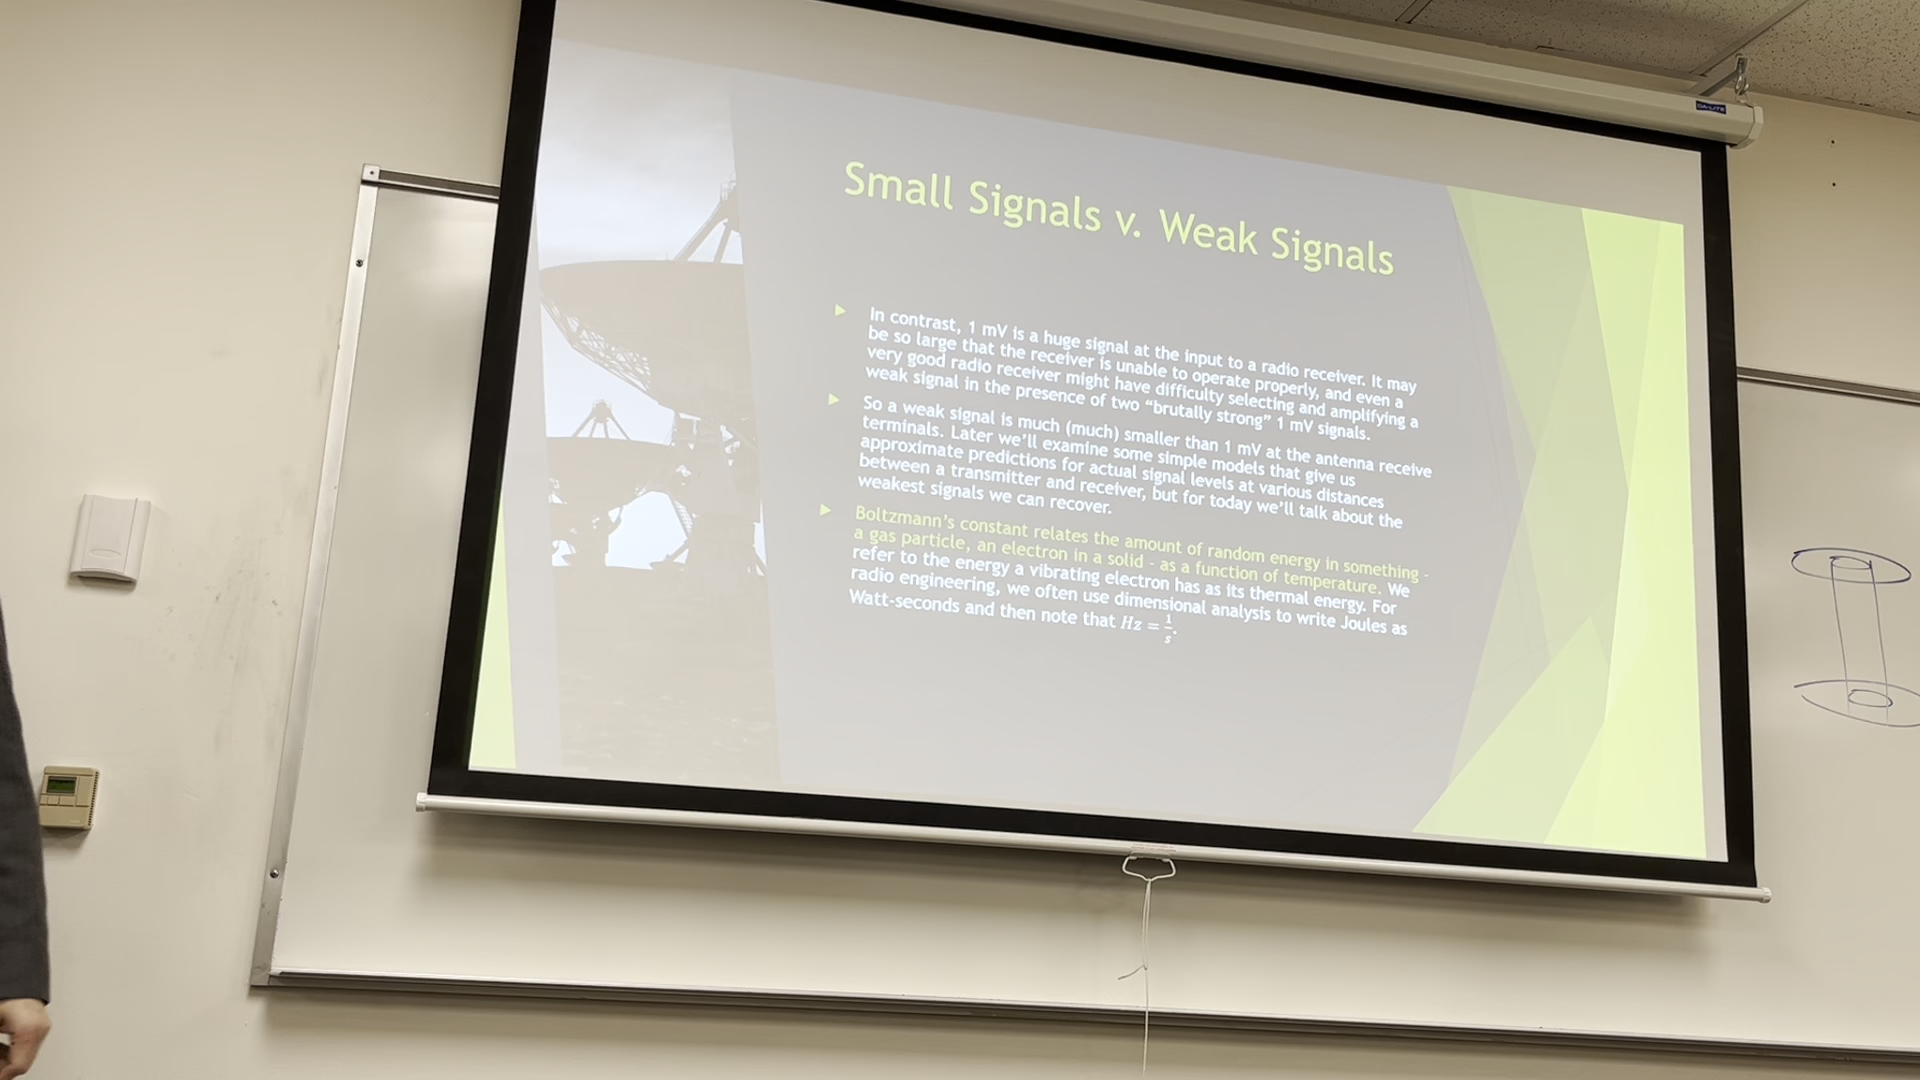 DA-LITE
Small Signals v. Weak Signals
In contrast, 1 mV is a huge signal at the input to a radio receiver. It may
be so large that the receiver is unable to operate properly, and even a
very good radio receiver might have difficulty selecting and amplifying a
weak signal in the presence of two “brutally strong” 1 mV signals.
So a weak signal is much (much) smaller than 1 mV at the antenna receive
terminals. Later we’ll examine some simple models that give us
approximate predictions for actual signal levels at various distances
between a transmitter and receiver, but for today we’ll talk about the
weakest signals we can recover.
Boltzmann’s constant relates the amount of random energy in something -
a gas particle, an electron in a solid - as a function of temperature. We
refer to the energy a vibrating electron has as its thermal energy. For
radio engineering, we often use dimensional analysis to write Joules as
Watt-seconds and then note that Hz = 1/s.